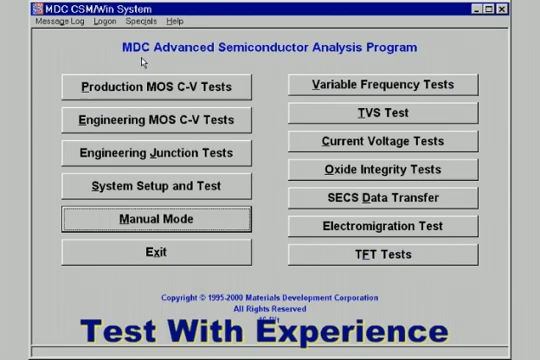 MDC CSM/Win System
Message Log Logon Specials Help
MDC Advanced Semiconductor Analysis Program
Production MOS C-V Tests
Engineering MOS C-V Tests
Engineering Junction Tests
System Setup and Test
Manual Mode
Exit
Variable Frequency Tests
TVS Test
Current Voltage Tests
Oxide Integrity Tests
SECS Data Transfer
Electromigration Test
TFT Tests
Copyright © 1995-2000 Materials Development Corporation
All Rights Reserved
Test With Experience